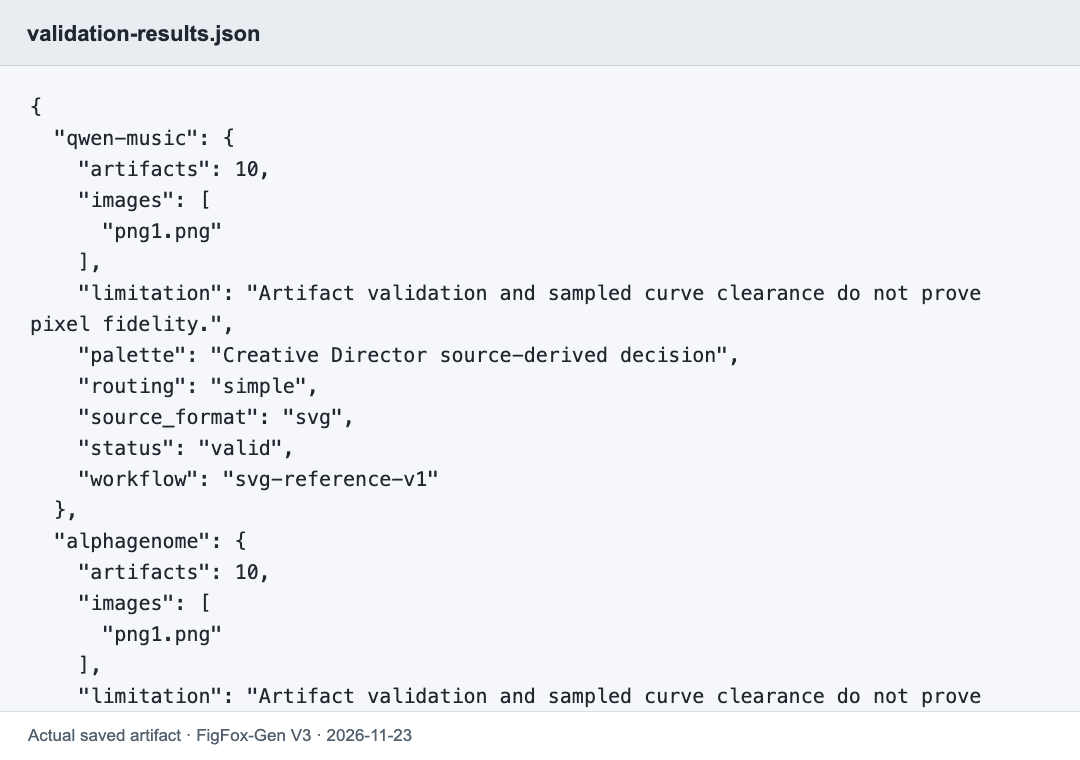 validation-results.json
{
  "qwen-music": {
    "artifacts": 10,
    "images": [
      "png1.png"
    ],
    "limitation": "Artifact validation and sampled curve clearance do not prove
pixel fidelity.",
    "palette": "Creative Director source-derived decision",
    "routing": "simple",
    "source_format": "svg",
    "status": "valid",
    "workflow": "svg-reference-v1"
  },
  "alphagenome": {
    "artifacts": 10,
    "images": [
      "png1.png"
    ],
    "limitation": "Artifact validation and sampled curve clearance do not prove
Actual saved artifact · FigFox-Gen V3 · 2026-11-23